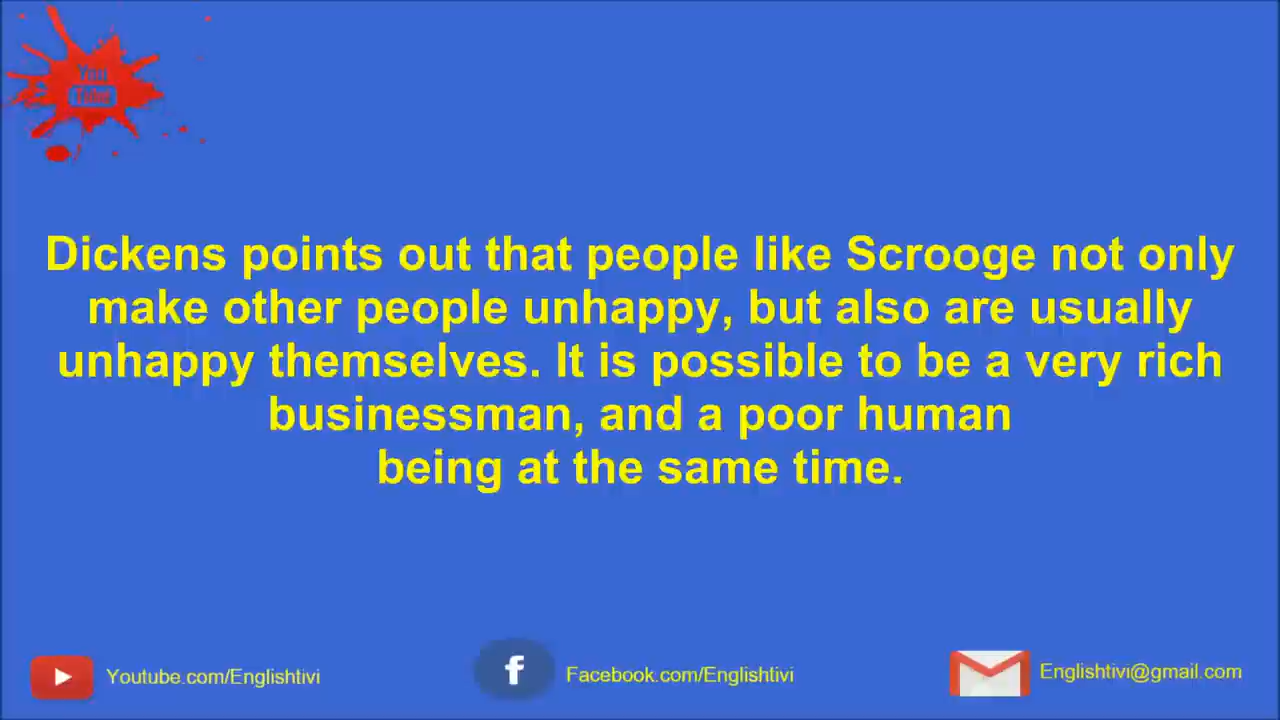 You
Tube
Dickens points out that people like Scrooge not only
make other people unhappy, but also are usually
unhappy themselves. It is possible to be a very rich
businessman, and a poor human
being at the same time.
Youtube.com/Englishtivi
f
Facebook.com/Englishtivi
Englishtivi@gmail.com